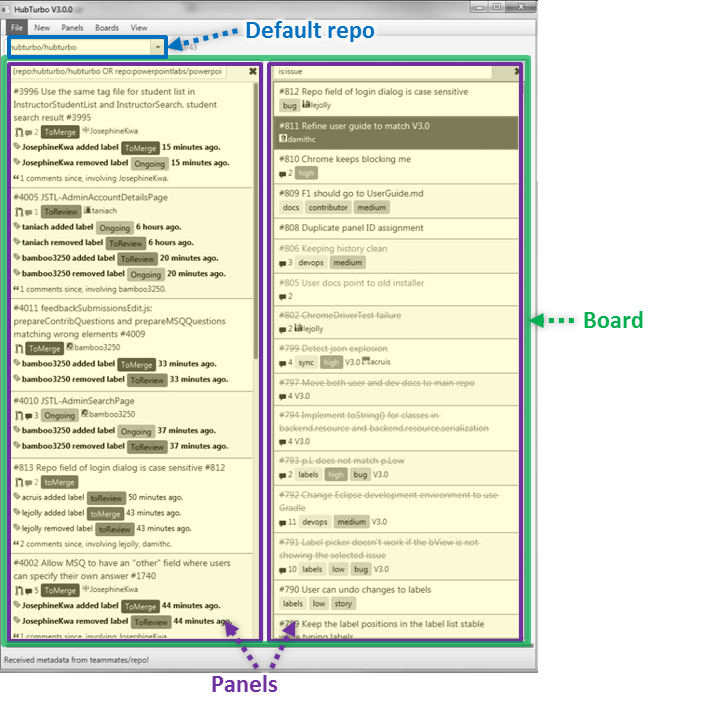 HubTurbo V3.0.0
File New Panels Boards View
hubturbo/hubturbo
/43
Default repo
(repo:hubturbo/hubturbo OR repo:powerpointlabs/powerpoi
#3996 Use the same tag file for student list in
InstructorStudentList and InstructorSearch, student
search result #3995
2 ToMerge JosephineKwa
JosephineKwa added label ToMerge 15 minutes ago.
JosephineKwa removed label Ongoing 15 minutes ago.
1 comments since, involving JosephineKwa.
#4005 JSTL-AdminAccountDetailsPage
1 ToReview taniach
taniach added label Ongoing 6 hours ago.
taniach removed label ToReview 6 hours ago.
bamboo3250 added label ToReview 20 minutes ago.
bamboo3250 removed label Ongoing 20 minutes ago.
1 comments since, involving damithc.
#4011 feedbackSubmissionsEdit.js:
prepareContribQuestions and prepareMSQQuestions
matching wrong elements #4009
ToMerge bamboo3250
bamboo3250 added label ToMerge 33 minutes ago.
bamboo3250 removed label ToReview 33 minutes ago.
#4010 JSTL-AdminSearchPage
3 Ongoing bamboo3250
bamboo3250 added label Ongoing 37 minutes ago.
bamboo3250 removed label ToReview 37 minutes ago.
#813 Repo field of login dialog is case sensitive #812
2 toMerge
acruis added label toReview 50 minutes ago.
lejolly added label toMerge 43 minutes ago.
lejolly removed label toReview 43 minutes ago.
2 comments since, involving lejolly, damithc.
#4002 Allow MSQ to have an "other" field where users
can specify their own answer #1740
5 ToMerge JosephineKwa
JosephineKwa added label ToMerge 44 minutes ago.
JosephineKwa removed label ToReview 44 minutes ago.
1 comments since, involving JosephineKwa.
is:issue
#812 Repo field of login dialog is case sensitive
bug lejolly
#811 Refine user guide to match V3.0
damithc
#810 Chrome keeps blocking me
2 high
#809 F1 should go to UserGuide.md
docs contributor medium
#808 Duplicate panel ID assignment
#806 Keeping history clean
3 devops medium
#805 User docs point to old installer
2
#802 ChromeDriverTest failure
2 lejolly
#799 Detect json explosion
4 sync high V3.0 acruis
#797 Move both user and dev docs to main repo
4 V3.0
#794 Implement toString() for classes in
backend.resource and backend.resource.serialization
4 V3.0
#793 p.L does not match p.Low
2 labels high bug V3.0
#792 Change Eclipse development environment to use
Gradle
11 devops medium V3.0
#791 Label picker doesn't work if the bView is not
showing the selected issue
10 labels low bug V3.0
#790 User can undo changes to labels
labels low story
#789 Keep the label positions in the label list stable
when typing labels
Board
Received metadata from teammates/repo!
Panels